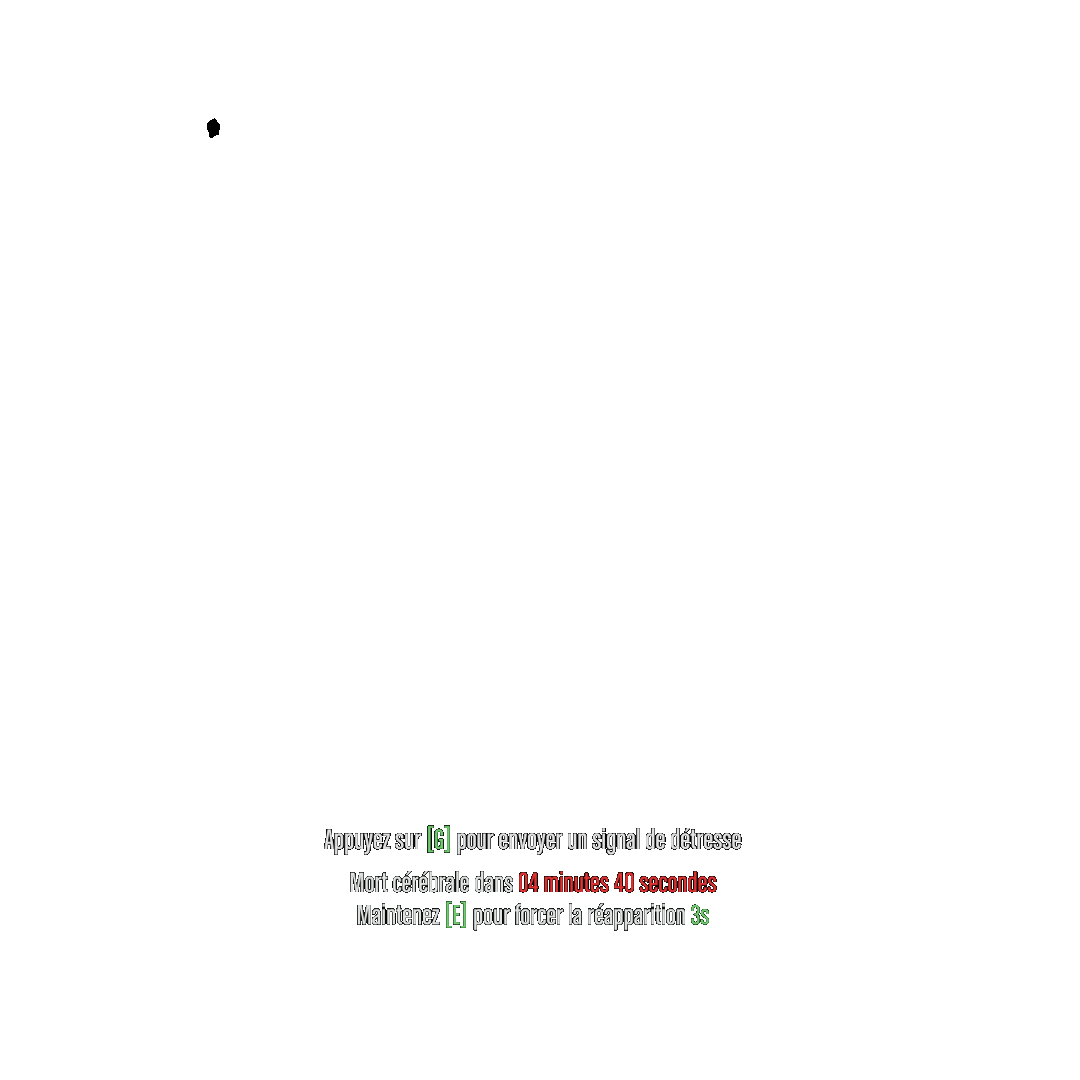 Appuyez sur [G] pour envoyer un signal de détresse
Mort cérébrale dans 04 minutes 40 secondes
Maintenez [E] pour forcer la réapparition 3s